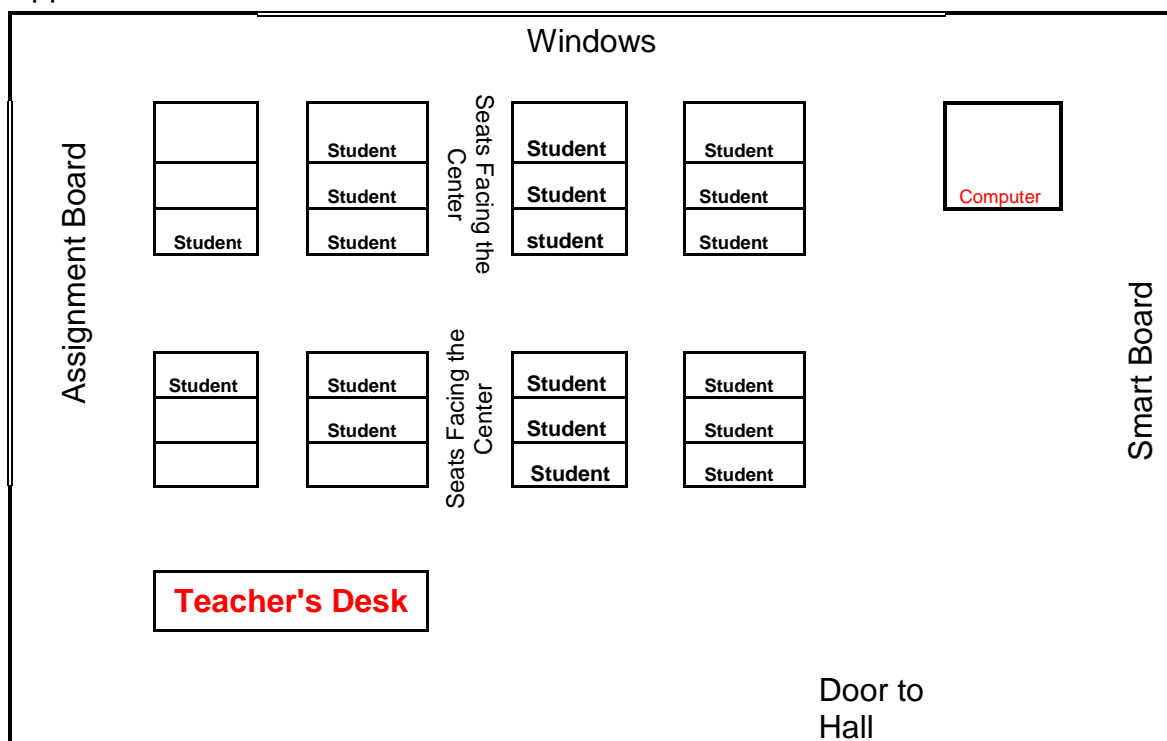 Windows
Assignment Board
Seats Facing the
Center
Smart Board
Student
Student
Student
Computer
Student
Student
Student
Student
Student
student
Student
Seats Facing the
Center
Student
Student
Student
Student
Student
Student
Student
Student
Student
Teacher's Desk
Door to
Hall